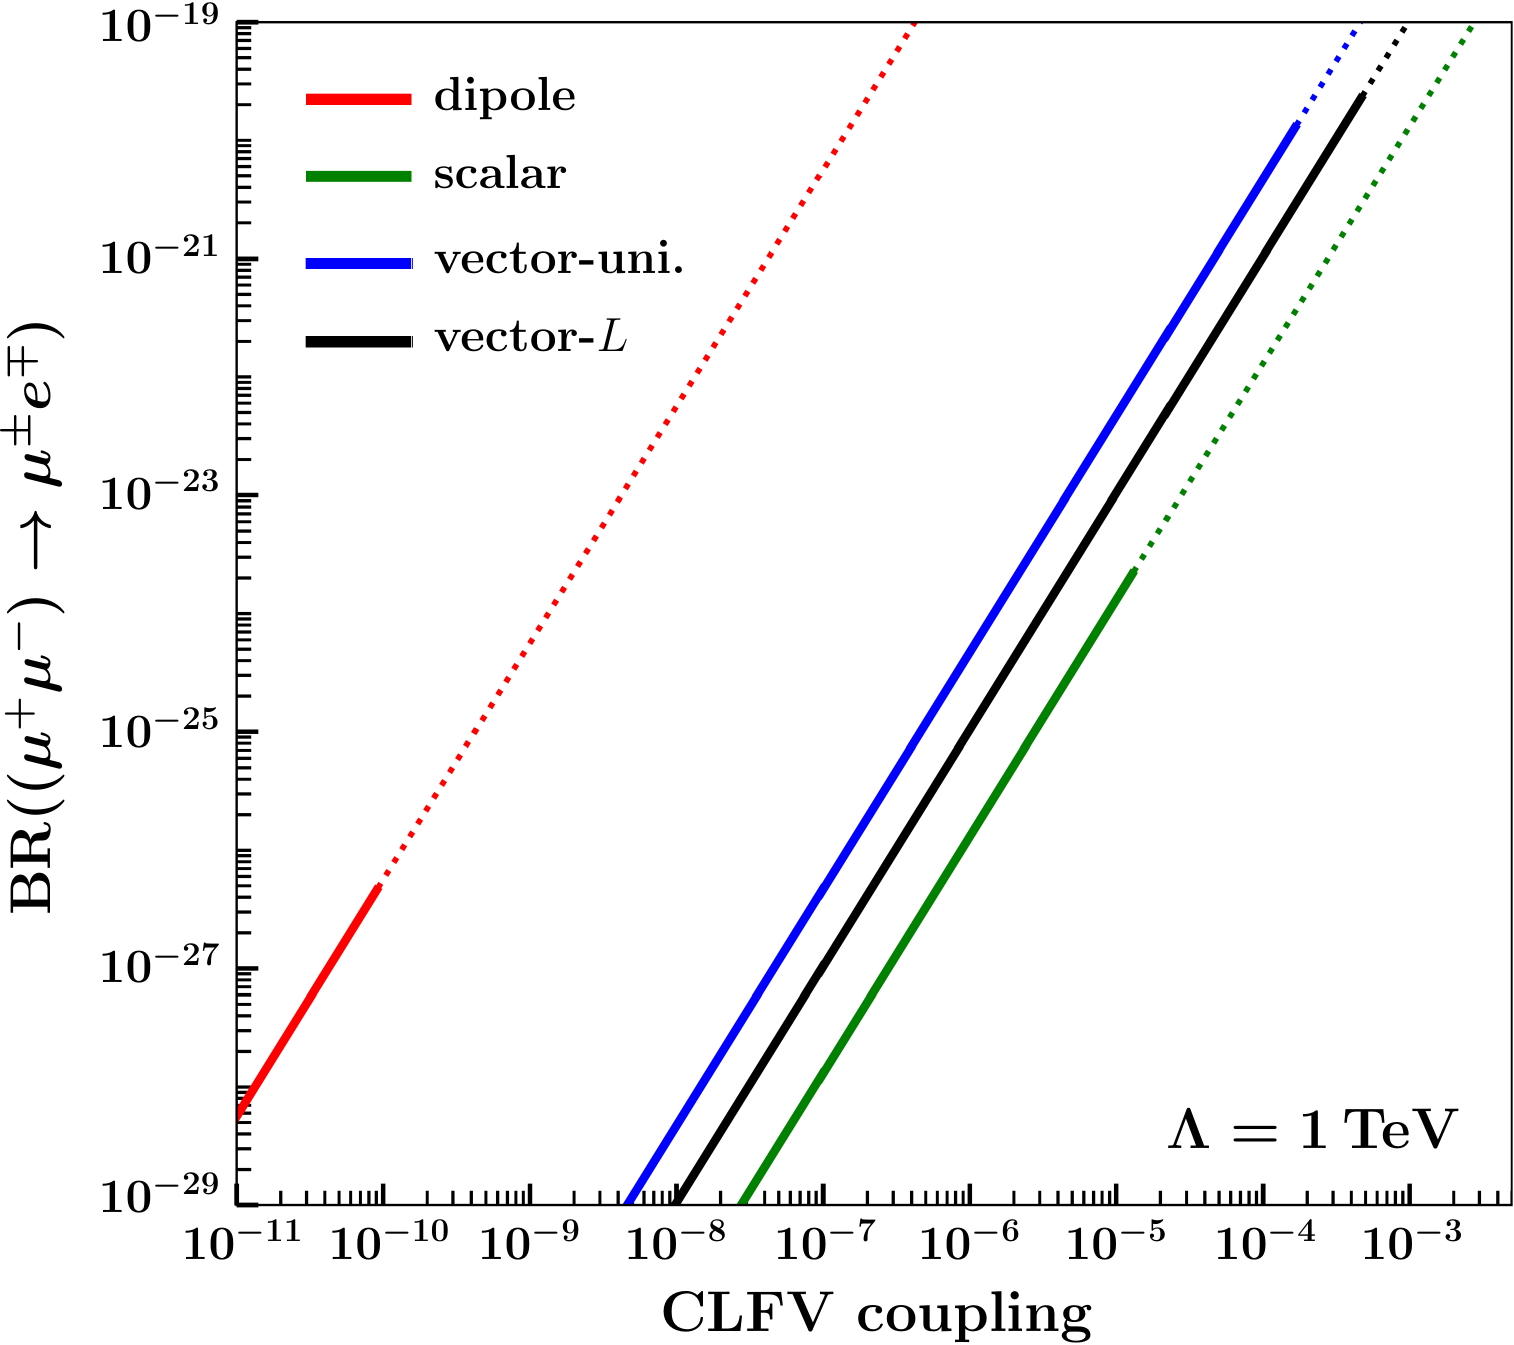 10⁻¹⁹
10⁻²¹
10⁻²³
10⁻²⁵
10⁻²⁷
10⁻²⁹
BR((μ⁺μ⁻) → μ^±e^∓)
dipole
scalar
vector-uni.
vector-L
Λ = 1 TeV
10⁻¹¹ 10⁻¹⁰ 10⁻⁹ 10⁻⁸ 10⁻⁷ 10⁻⁶ 10⁻⁵ 10⁻⁴ 10⁻³
CLFV coupling